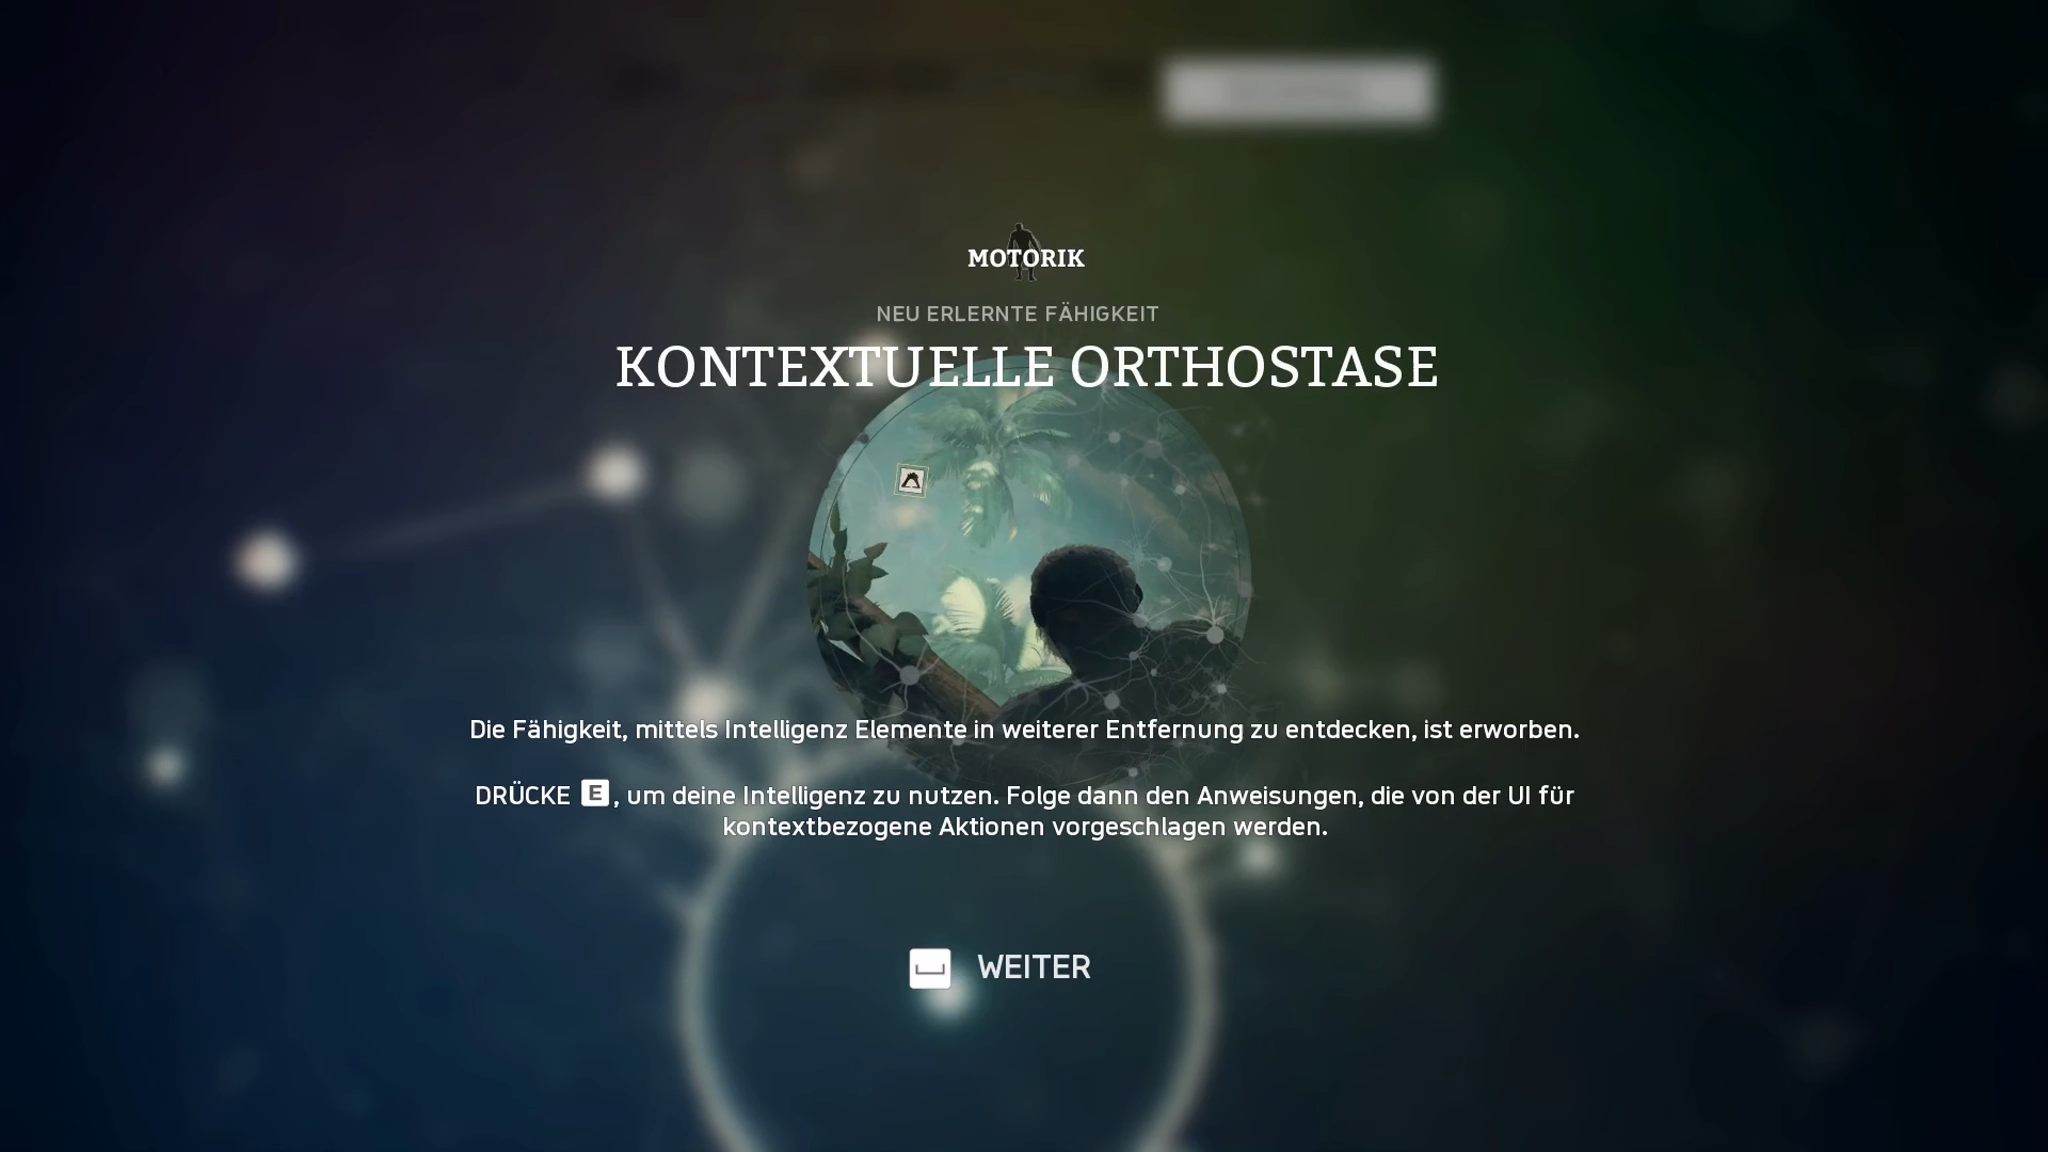 MOTORIK
NEU ERLERNTE FÄHIGKEIT
KONTEXTUELLE ORTHOSTASE
Die Fähigkeit, mittels Intelligenz Elemente in weiterer Entfernung zu entdecken, ist erworben.
DRÜCKE E, um deine Intelligenz zu nutzen. Folge dann den Anweisungen, die von der UI für
kontextbezogene Aktionen vorgeschlagen werden.
WEITER